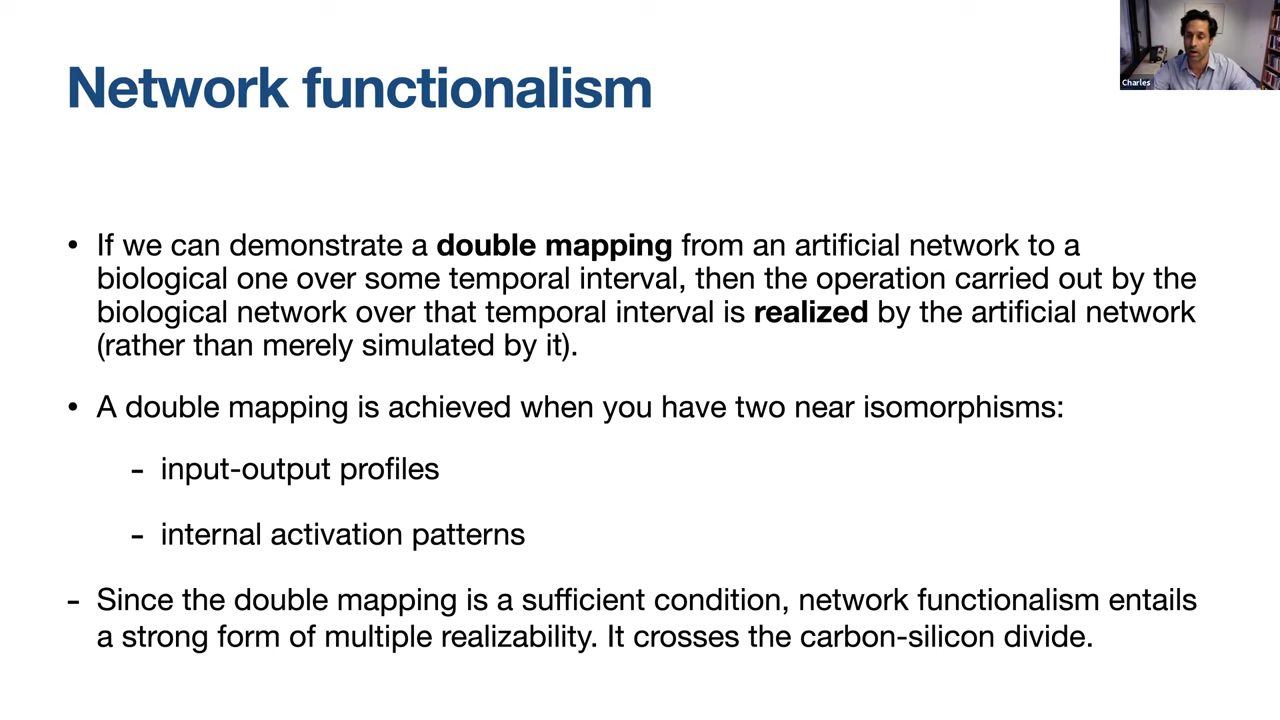 Network functionalism
Charles
• If we can demonstrate a double mapping from an artificial network to a
biological one over some temporal interval, then the operation carried out by the
biological network over that temporal interval is realized by the artificial network
(rather than merely simulated by it).
• A double mapping is achieved when you have two near isomorphisms:
- input-output profiles
- internal activation patterns
- Since the double mapping is a sufficient condition, network functionalism entails
a strong form of multiple realizability. It crosses the carbon-silicon divide.